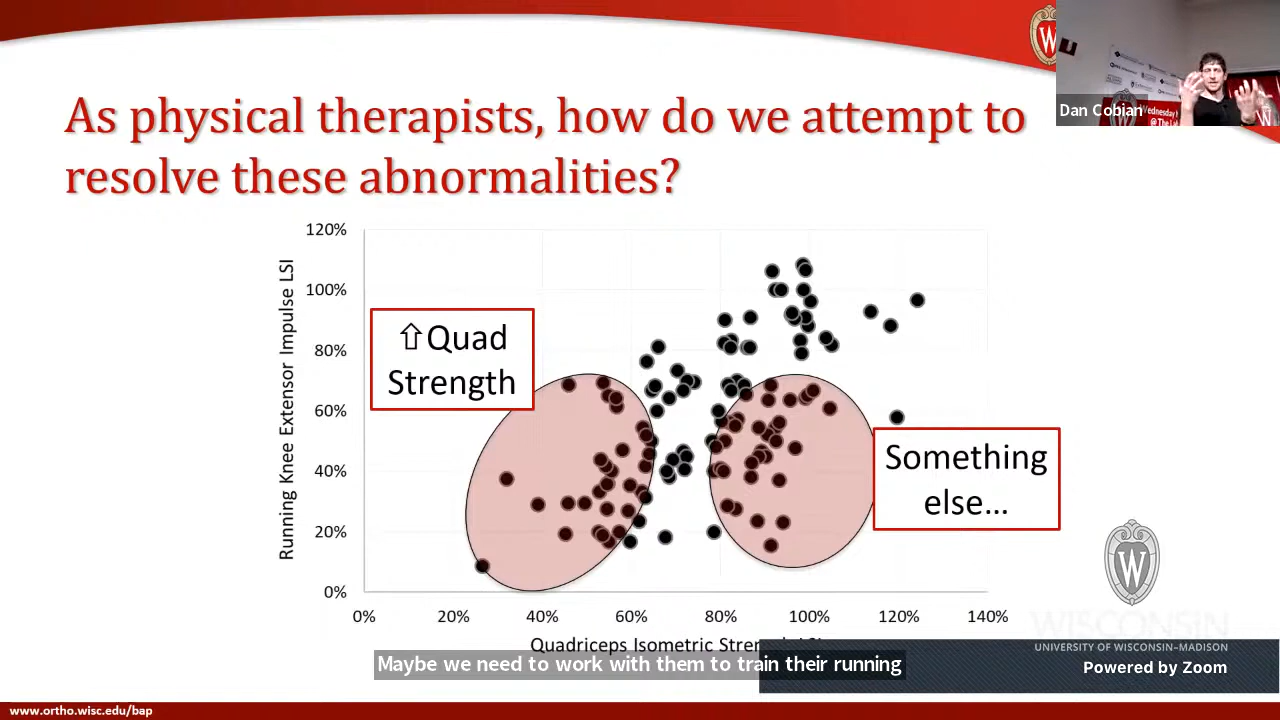 As physical therapists, how do we attempt to
resolve these abnormalities?
Dan Cobian
Wednesday
@ The
W
W
Running Knee Extensor Impulse LSI
120%
100%
80%
60%
40%
20%
0%
⇧Quad
Strength
Something
else...
0% 20% 40% 60% 80% 100% 120% 140%
Quadriceps Isometric
Maybe we need to work with them to train their running
W
WISCONSIN
UNIVERSITY OF WISCONSIN-MADISON
Powered by Zoom
www.ortho.wisc.edu/bap